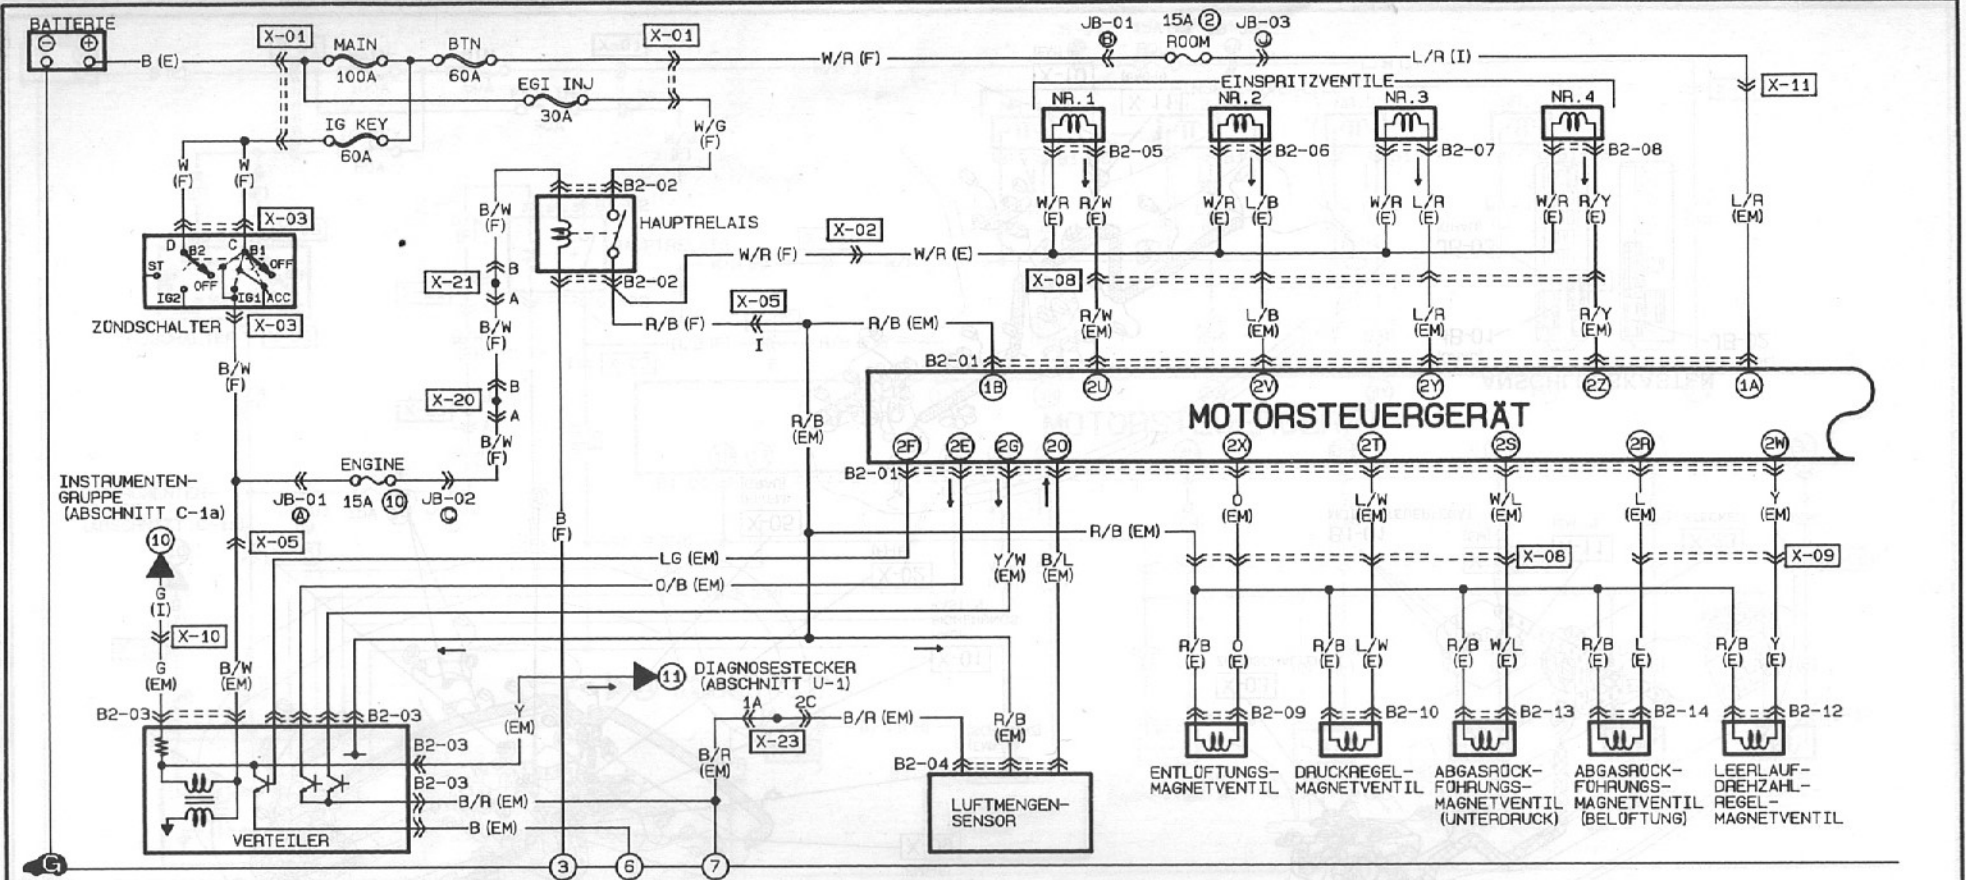 BATTERIE
B (E)
X-01
MAIN
100A
BTN
60A
X-01
EGI INJ
30A
IG KEY
60A
W/R (F)
JB-01
B
15A 2
ROOM
JB-03
J
L/R (I)
X-11
EINSPRITZVENTILE
NR.1
NR.2
NR.3
NR.4
B2-05
B2-06
B2-07
B2-08
W/G
(F)
W
(F)
W
(F)
X-03
D
B2
C
B1
OFF
ST
OFF
IG2
IG1
ACC
ZÜNDSCHALTER
X-03
B/W
(F)
B2-02
HAUPTRELAIS
B2-02
B/W
(F)
X-21
B
A
B/W
(F)
X-20
B
A
B/W
(F)
W/R (F)
X-02
W/R (E)
W/R
(E)
R/W
(E)
W/R
(E)
L/B
(E)
W/R
(E)
L/R
(E)
W/R
(E)
R/Y
(E)
L/R
(EM)
X-08
R/W
(EM)
L/B
(EM)
L/R
(EM)
R/Y
(EM)
R/B (F)
X-05
I
R/B (EM)
B2-01
1B
2U
2V
2Y
2Z
1A
MOTORSTEUERGERÄT
2F
2E
2G
2O
2X
2T
2S
2R
2W
B2-01
R/B
(EM)
INSTRUMENTEN-
GRUPPE
(ABSCHNITT C-1a)
10
G
(I)
X-10
G
(EM)
ENGINE
JB-01
A
15A 10
JB-02
C
X-05
B
(F)
LG (EM)
O/B (EM)
Y/W
(EM)
B/L
(EM)
R/B (EM)
O
(EM)
L/W
(EM)
W/L
(EM)
L
(EM)
Y
(EM)
X-08
X-09
B/W
(EM)
B2-03
B2-03
11
DIAGNOSESTECKER
(ABSCHNITT U-1)
Y
(EM)
1A
2C
X-23
B/R (EM)
R/B
(EM)
B/R
(EM)
B2-03
B2-03
B/R (EM)
B (EM)
VERTEILER
B2-04
LUFTMENGEN-
SENSOR
R/B
(E)
O
(E)
R/B
(E)
L/W
(E)
R/B
(E)
W/L
(E)
R/B
(E)
L
(E)
R/B
(E)
Y
(E)
B2-09
B2-10
B2-13
B2-14
B2-12
ENTLÜFTUNGS-
MAGNETVENTIL
DRUCKREGEL-
MAGNETVENTIL
ABGASRÜCK-
FÜHRUNGS-
MAGNETVENTIL
(UNTERDRUCK)
ABGASRÜCK-
FÜHRUNGS-
MAGNETVENTIL
(BELÜFTUNG)
LEERLAUF-
DREHZAHL-
REGEL-
MAGNETVENTIL
G
3
6
7